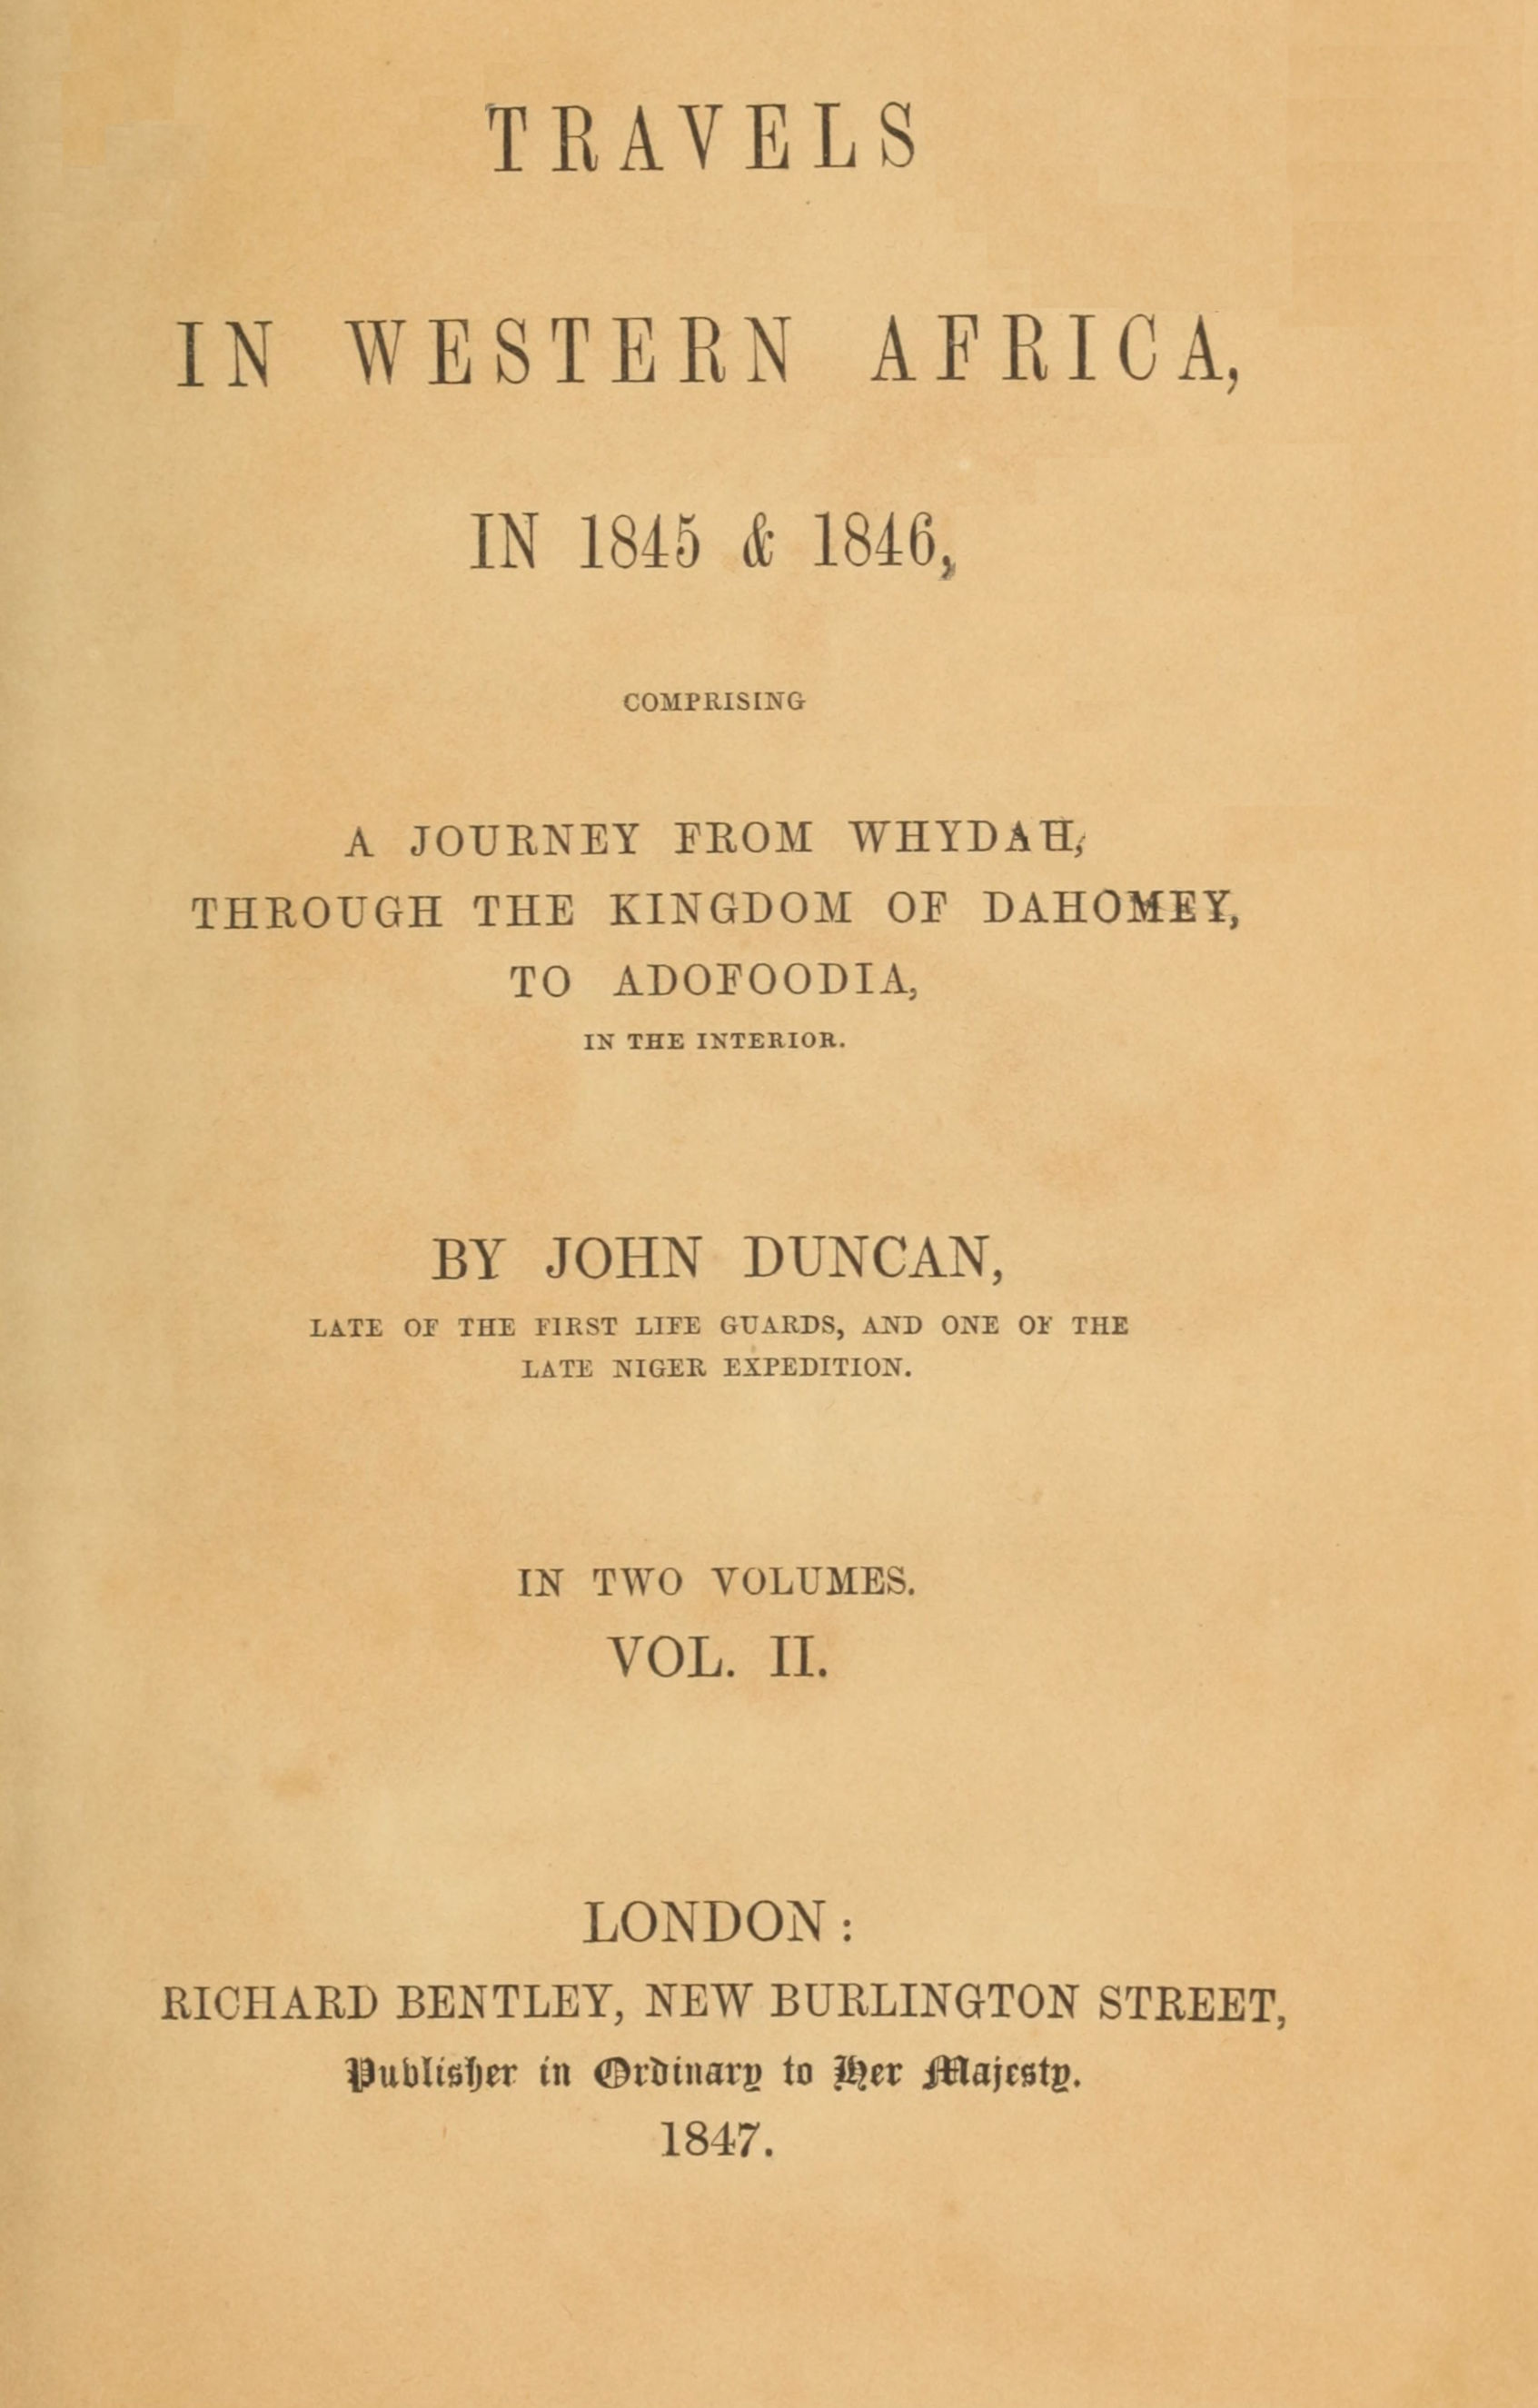 TRAVELS
IN WESTERN AFRICA,
IN 1845 & 1846,
COMPRISING
A JOURNEY FROM WHYDAH,
THROUGH THE KINGDOM OF DAHOMEY,
TO ADOFOODIA,
IN THE INTERIOR.
BY JOHN DUNCAN,
LATE OF THE FIRST LIFE GUARDS, AND ONE OF THE
LATE NIGER EXPEDITION.
IN TWO VOLUMES.
VOL. II.
LONDON:
RICHARD BENTLEY, NEW BURLINGTON STREET,
Publisher in Ordinary to Her Majesty.
1847.